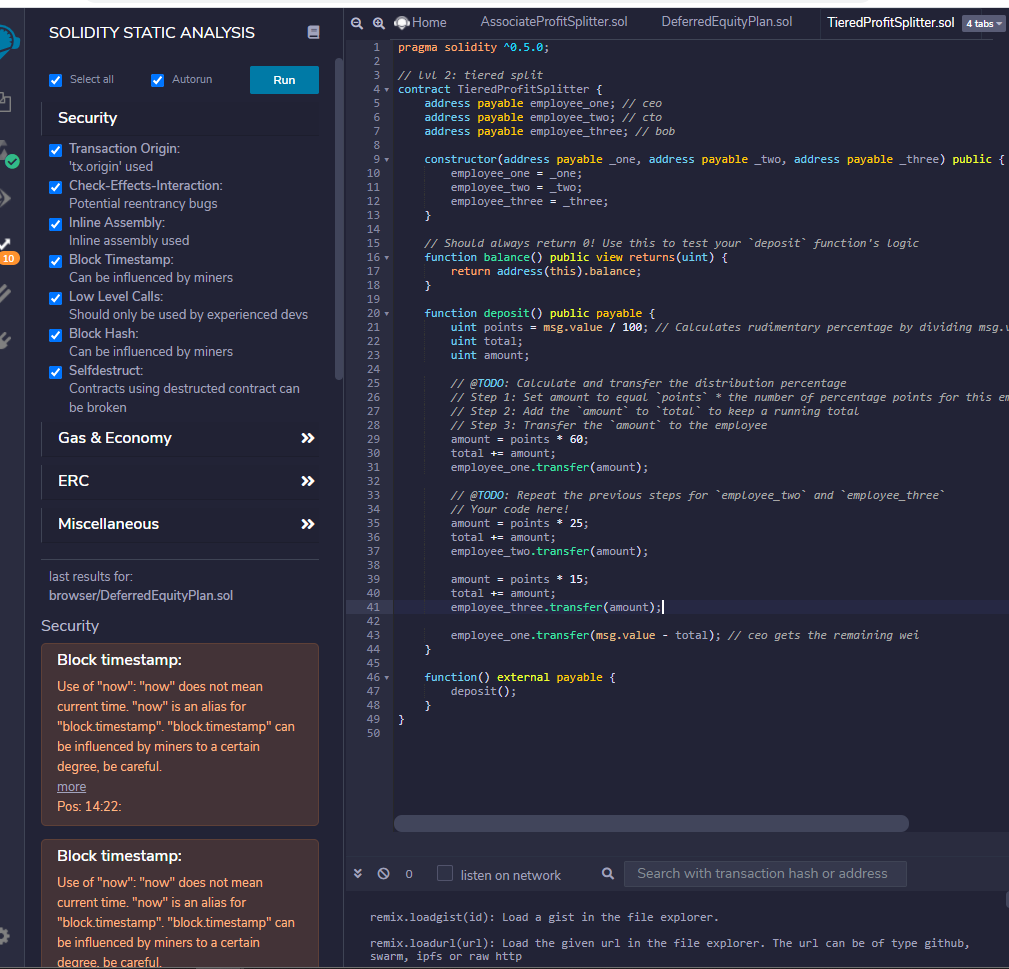 SOLIDITY STATIC ANALYSIS
Select all
Autorun
Run
Security
Transaction Origin:
'tx.origin' used
Check-Effects-Interaction:
Potential reentrancy bugs
Inline Assembly:
Inline assembly used
Block Timestamp:
Can be influenced by miners
Low Level Calls:
Should only be used by experienced devs
Block Hash:
Can be influenced by miners
Selfdestruct:
Contracts using destructed contract can
be broken
Gas & Economy
ERC
Miscellaneous
last results for:
browser/DeferredEquityPlan.sol
Security
Block timestamp:
Use of "now": "now" does not mean
current time. "now" is an alias for
"block.timestamp". "block.timestamp" can
be influenced by miners to a certain
degree, be careful.
more
Pos: 14:22:
Block timestamp:
Use of "now": "now" does not mean
current time. "now" is an alias for
"block.timestamp". "block.timestamp" can
be influenced by miners to a certain
degree, be careful.
10
Home
AssociateProfitSplitter.sol
DeferredEquityPlan.sol
TieredProfitSplitter.sol
4 tabs
1 pragma solidity ^0.5.0;
2
3 // lvl 2: tiered split
4 contract TieredProfitSplitter {
5 address payable employee_one; // ceo
6 address payable employee_two; // cto
7 address payable employee_three; // bob
8
9 constructor(address payable _one, address payable _two, address payable _three) public {
10 employee_one = _one;
11 employee_two = _two;
12 employee_three = _three;
13 }
14
15 // Should always return 0! Use this to test your `deposit` function's logic
16 function balance() public view returns(uint) {
17 return address(this).balance;
18 }
19
20 function deposit() public payable {
21 uint points = msg.value / 100; // Calculates rudimentary percentage by dividing msg.v
22 uint total;
23 uint amount;
24
25 // @TODO: Calculate and transfer the distribution percentage
26 // Step 1: Set amount to equal `points` * the number of percentage points for this em
27 // Step 2: Add the `amount` to `total` to keep a running total
28 // Step 3: Transfer the `amount` to the employee
29 amount = points * 60;
30 total += amount;
31 employee_one.transfer(amount);
32
33 // @TODO: Repeat the previous steps for `employee_two` and `employee_three`
34 // Your code here!
35 amount = points * 25;
36 total += amount;
37 employee_two.transfer(amount);
38
39 amount = points * 15;
40 total += amount;
41 employee_three.transfer(amount);
42
43 employee_one.transfer(msg.value - total); // ceo gets the remaining wei
44 }
45
46 function() external payable {
47 deposit();
48 }
49 }
50
0
listen on network
Search with transaction hash or address
remix.loadgist(id): Load a gist in the file explorer.
remix.loadurl(url): Load the given url in the file explorer. The url can be of type github,
swarm, ipfs or raw http